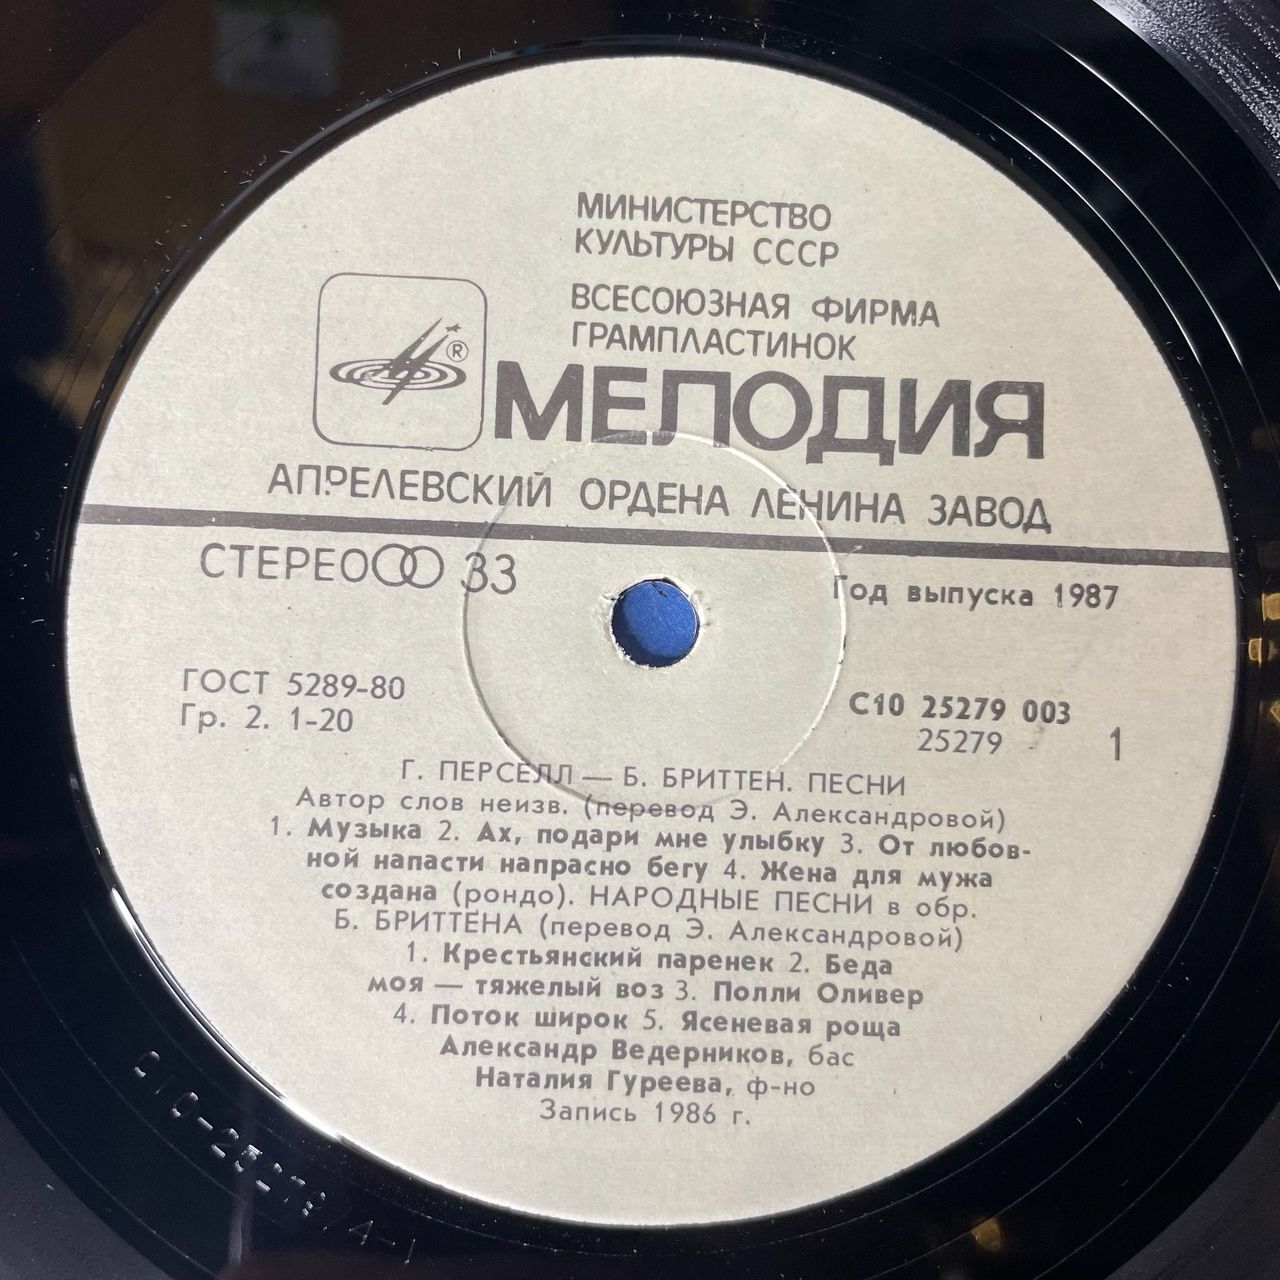 МИНИСТЕРСТВО
КУЛЬТУРЫ СССР
ВСЕСОЮЗНАЯ ФИРМА
ГРАМПЛАСТИНОК
®
МЕЛОДИЯ
АПРЕЛЕВСКИЙ ОРДЕНА ЛЕНИНА ЗАВОД
СТЕРЕО 33
Год выпуска 1987
ГОСТ 5289-80
Гр. 2. 1-20
С10 25279 003
25279 1
Г. ПЕРСЕЛЛ — Б. БРИТТЕН. ПЕСНИ
Автор слов неизв. (перевод Э. Александровой)
1. Музыка 2. Ах, подари мне улыбку 3. От любов-
ной напасти напрасно бегу 4. Жена для мужа
создана (рондо). НАРОДНЫЕ ПЕСНИ в обр.
Б. БРИТТЕНА (перевод Э. Александровой)
1. Крестьянский паренек 2. Беда
моя — тяжелый воз 3. Полли Оливер
4. Поток широк 5. Ясеневая роща
Александр Ведерников, бас
Наталия Гуреева, ф-но
Запись 1986 г.
С10-25279/4-1